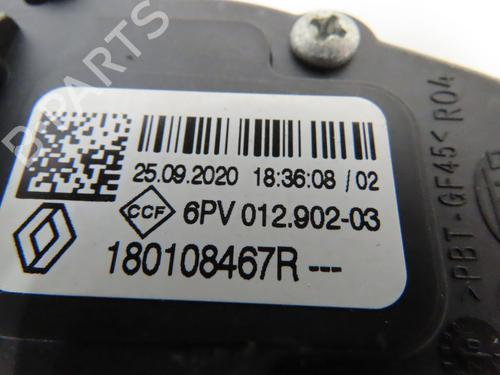 25.09.2020 18:36:08 / 02
CCF 6PV 012.902-03
180108467R ---
>PBT-GF45< R04